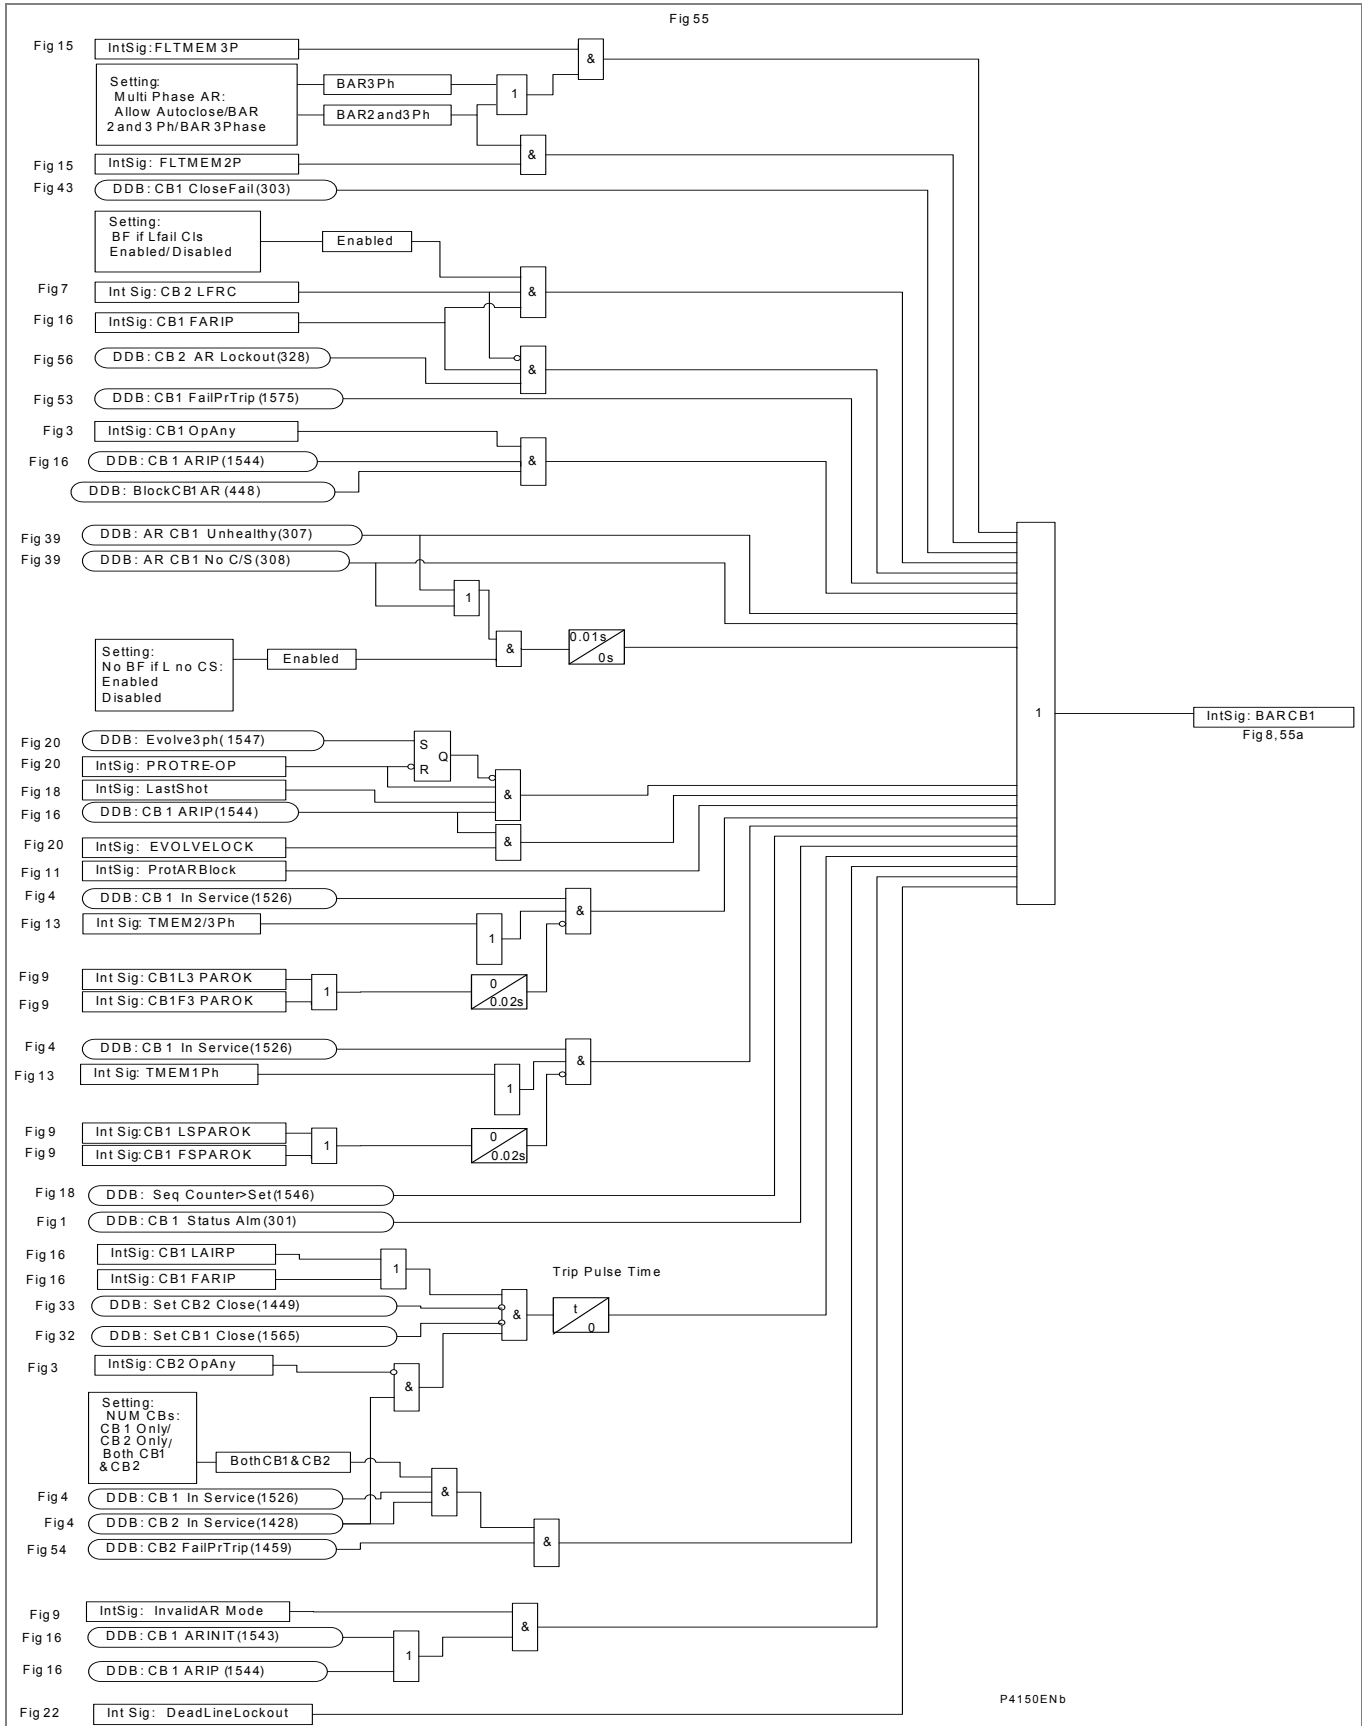 Fig 55
Fig 15
IntSig: FLTMEM 3P
&
Setting:
Multi Phase AR:
Allow Autoclose/BAR
2 and 3 Ph/BAR 3Phase
BAR3Ph
1
BAR2and3Ph
&
Fig 15
IntSig: FLTMEM2P
Fig 43
DDB: CB1 CloseFail(303)
Setting:
BF if Lfail Cls
Enabled/Disabled
Enabled
Fig 7
Int Sig: CB2 LFRC
&
Fig 16
IntSig: CB1 FARIP
Fig 56
DDB: CB2 AR Lockout(328)
&
Fig 53
DDB: CB1 FailPrTrip(1575)
Fig 3
IntSig: CB1 OpAny
Fig 16
DDB: CB1 ARIP(1544)
&
DDB: BlockCB1AR(448)
Fig 39
DDB: AR CB1 Unhealthy(307)
Fig 39
DDB: AR CB1 No C/S(308)
1
Setting:
No BF if L no CS:
Enabled
Disabled
Enabled
&
0.01s
0s
1
IntSig: BARCB1
Fig 8,55a
Fig 20
DDB: Evolve3ph(1547)
S
Q
R
Fig 20
IntSig: PROTRE-OP
Fig 18
IntSig: LastShot
&
Fig 16
DDB: CB1 ARIP(1544)
Fig 20
IntSig: EVOLVELOCK
&
Fig 11
IntSig: ProtARBlock
Fig 4
DDB: CB1 In Service(1526)
&
Fig 13
Int Sig: TMEM2/3Ph
1
Fig 9
Int Sig: CB1L3 PAROK
1
0
0.02s
Fig 9
Int Sig: CB1F3 PAROK
Fig 4
DDB: CB1 In Service(1526)
&
Fig 13
Int Sig: TMEM1Ph
1
Fig 9
Int Sig:CB1 LSPAROK
1
0
0.02s
Fig 9
Int Sig:CB1 FSPAROK
Fig 18
DDB: Seq Counter>Set(1546)
Fig 1
DDB: CB1 Status Alm(301)
Fig 16
IntSig: CB1 LAIRP
1
Trip Pulse Time
Fig 16
IntSig: CB1 FARIP
Fig 33
DDB: Set CB2 Close(1449)
&
t
0
Fig 32
DDB: Set CB1 Close(1565)
Fig 3
IntSig: CB2 OpAny
&
Setting:
NUM CBs:
CB1 Only/
CB2 Only/
Both CB1
&CB2
BothCB1&CB2
Fig 4
DDB: CB1 In Service(1526)
&
Fig 4
DDB: CB2 In Service(1428)
Fig 54
DDB: CB2 FailPrTrip(1459)
&
Fig 9
IntSig: InvalidAR Mode
&
Fig 16
DDB: CB1 ARINIT(1543)
1
Fig 16
DDB: CB1 ARIP (1544)
Fig 22
Int Sig: DeadLineLockout
P4150ENb